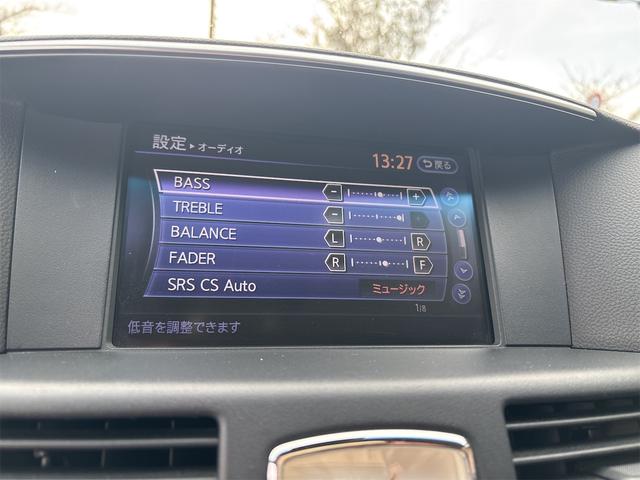 設定▶オーディオ
13:27 戻る
BASS - +
TREBLE -
BALANCE L R
FADER R F
SRS CS Auto ミュージック
1/8
低音を調整できます